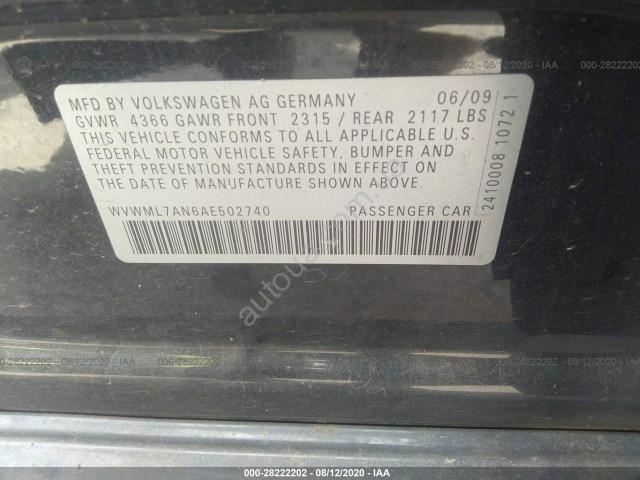 000-28222202 - 08/12/2020 - IAA
MFD BY VOLKSWAGEN AG GERMANY 06/09
GVWR 4366 GAWR FRONT 2315 / REAR 2117 LBS
THIS VEHICLE CONFORMS TO ALL APPLICABLE U.S.
FEDERAL MOTOR VEHICLE SAFETY, BUMPER AND
THEFT PREVENTION STANDARDS IN EFFECT ON
THE DATE OF MANUFACTURE SHOWN ABOVE.
WVWML7AN6AE502740 PASSENGER CAR
2410008 1072 1
000-28222202 - 08/12/2020 - IAA
000-28222202 - 08/12/2020 - IAA
000-28222202 - 08/12/2020 - IAA